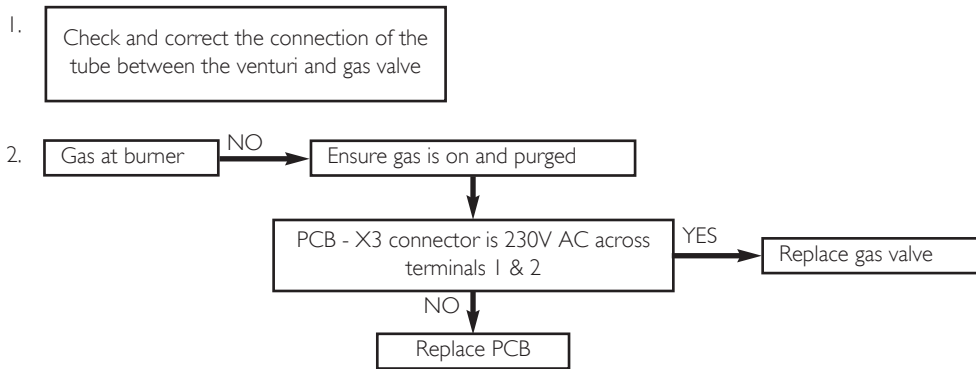 1.
Check and correct the connection of the
tube between the venturi and gas valve
2.
Gas at burner
NO
Ensure gas is on and purged
PCB - X3 connector is 230V AC across
terminals 1 & 2
YES
Replace gas valve
NO
Replace PCB